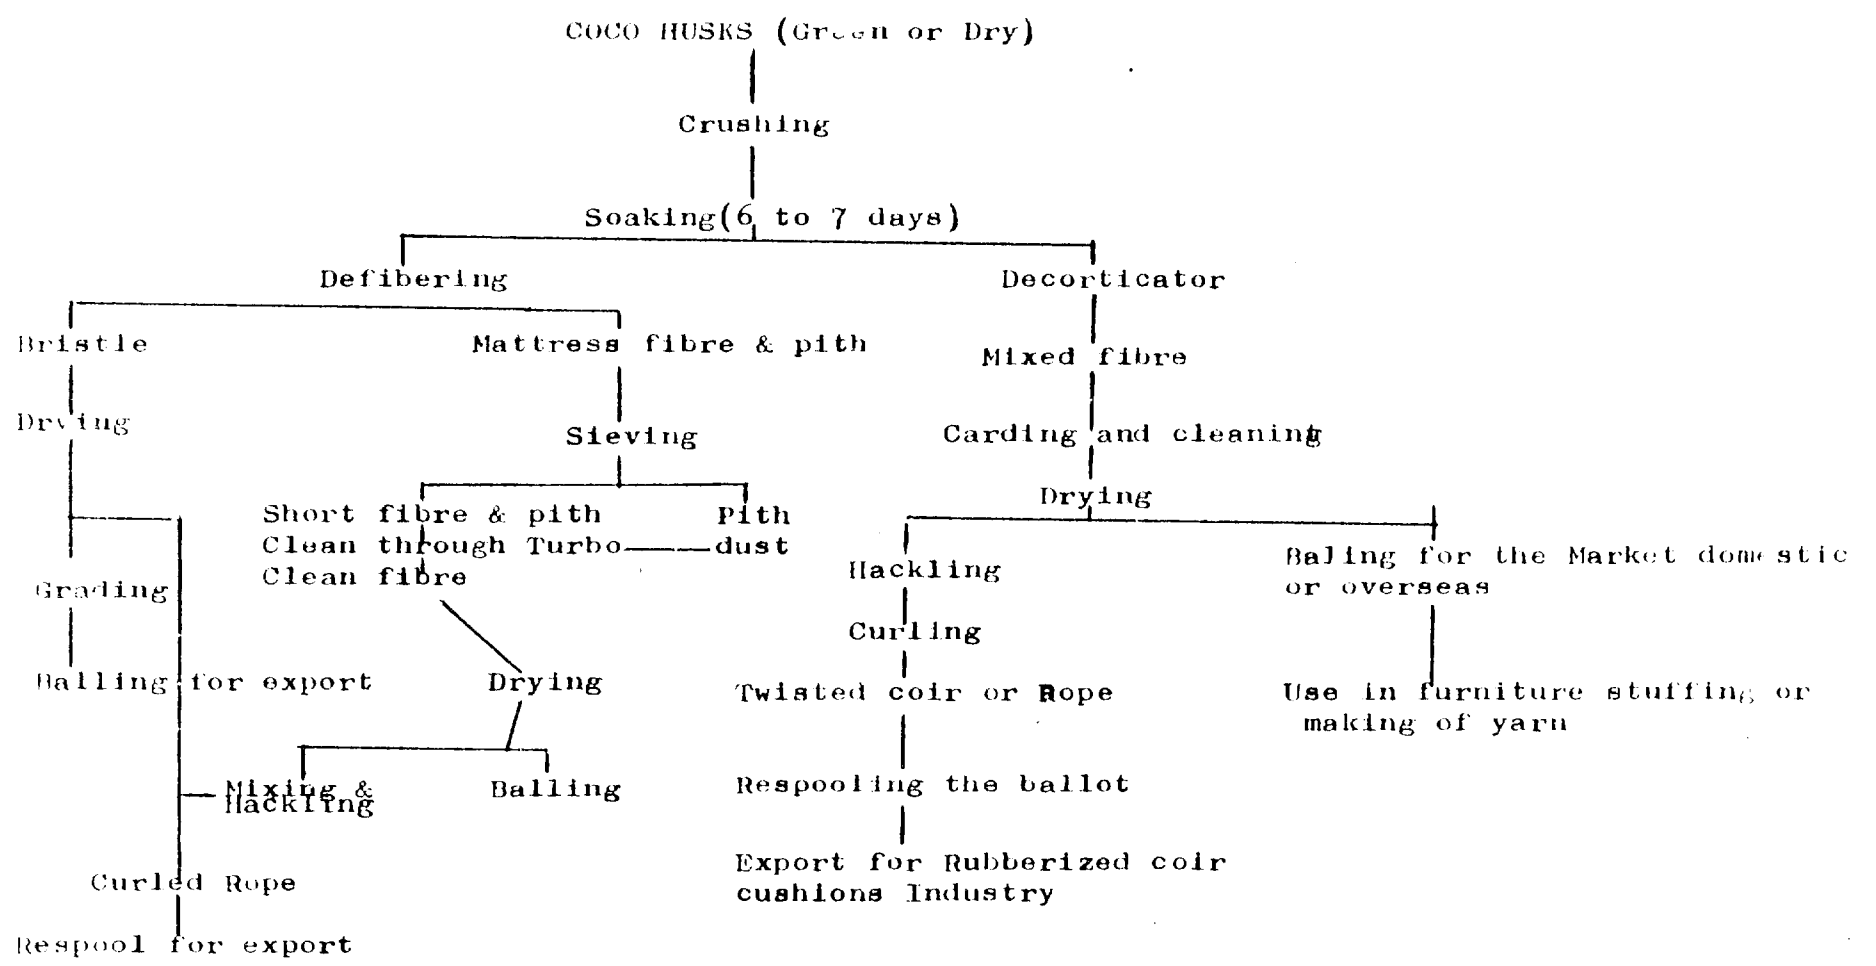 COCO HUSKS (Green or Dry)
Crushing
Soaking(6 to 7 days)
Defibering
Decorticator
Bristle
Mattress fibre & pith
Mixed fibre
Drying
Sieving
Carding and cleaning
Drying
Short fibre & pith
Pith
Clean through Turbo
dust
Clean fibre
Hackling
Baling for the Market domestic
or overseas
Grading
Curling
Balling for export
Drying
Twisted coir or Rope
Use in furniture stuffing or
making of yarn
Mixing &
Hackling
Balling
Respooling the ballot
Export for Rubberized coir
cushions Industry
Curled Rope
Respool for export